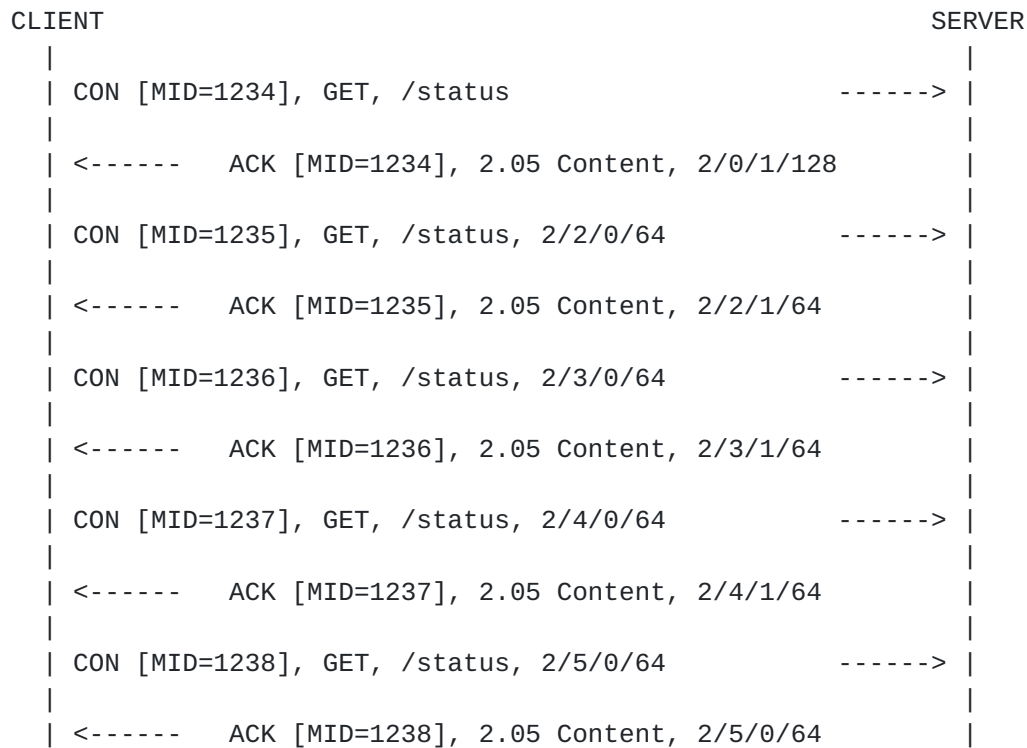 CLIENT                                                     SERVER
  |                                                          |
  | CON [MID=1234], GET, /status                     ------> |
  |                                                          |
  | <------   ACK [MID=1234], 2.05 Content, 2/0/1/128        |
  |                                                          |
  | CON [MID=1235], GET, /status, 2/2/0/64           ------> |
  |                                                          |
  | <------   ACK [MID=1235], 2.05 Content, 2/2/1/64         |
  |                                                          |
  | CON [MID=1236], GET, /status, 2/3/0/64           ------> |
  |                                                          |
  | <------   ACK [MID=1236], 2.05 Content, 2/3/1/64         |
  |                                                          |
  | CON [MID=1237], GET, /status, 2/4/0/64           ------> |
  |                                                          |
  | <------   ACK [MID=1237], 2.05 Content, 2/4/1/64         |
  |                                                          |
  | CON [MID=1238], GET, /status, 2/5/0/64           ------> |
  |                                                          |
  | <------   ACK [MID=1238], 2.05 Content, 2/5/0/64         |